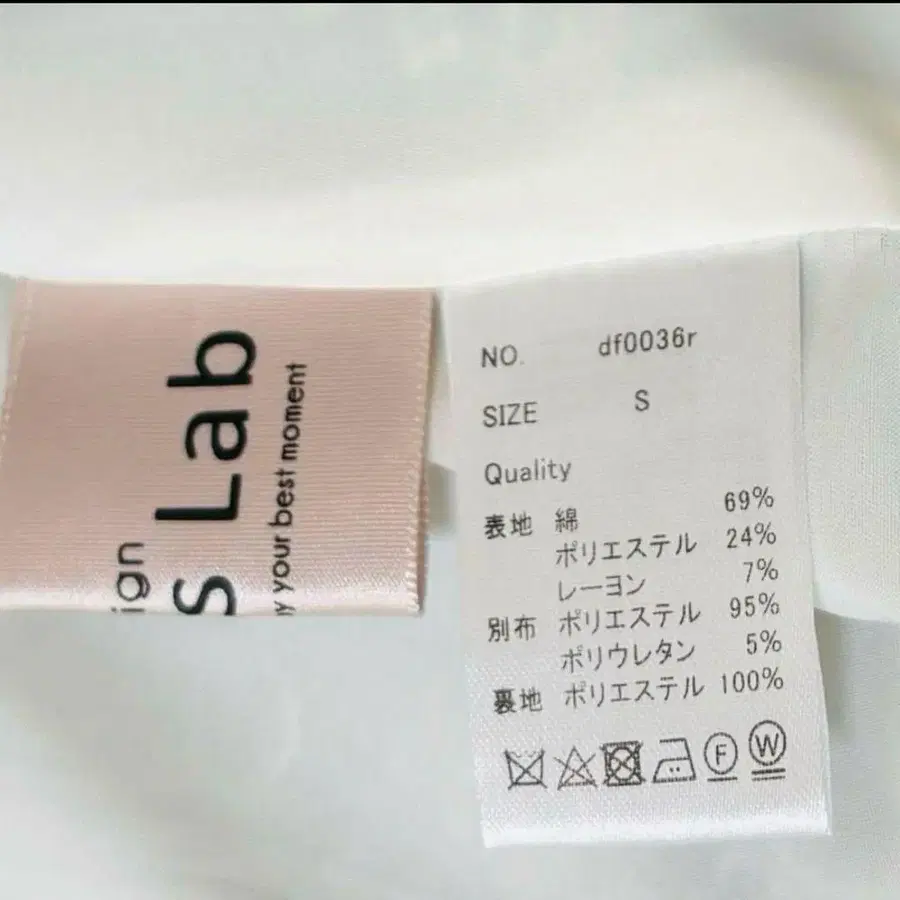 ign
S Lab
y your best moment
NO. df0036r
SIZE S
Quality
表地 綿 69%
ポリエステル 24%
レーヨン 7%
別布 ポリエステル 95%
ポリウレタン 5%
裏地 ポリエステル 100%
F W